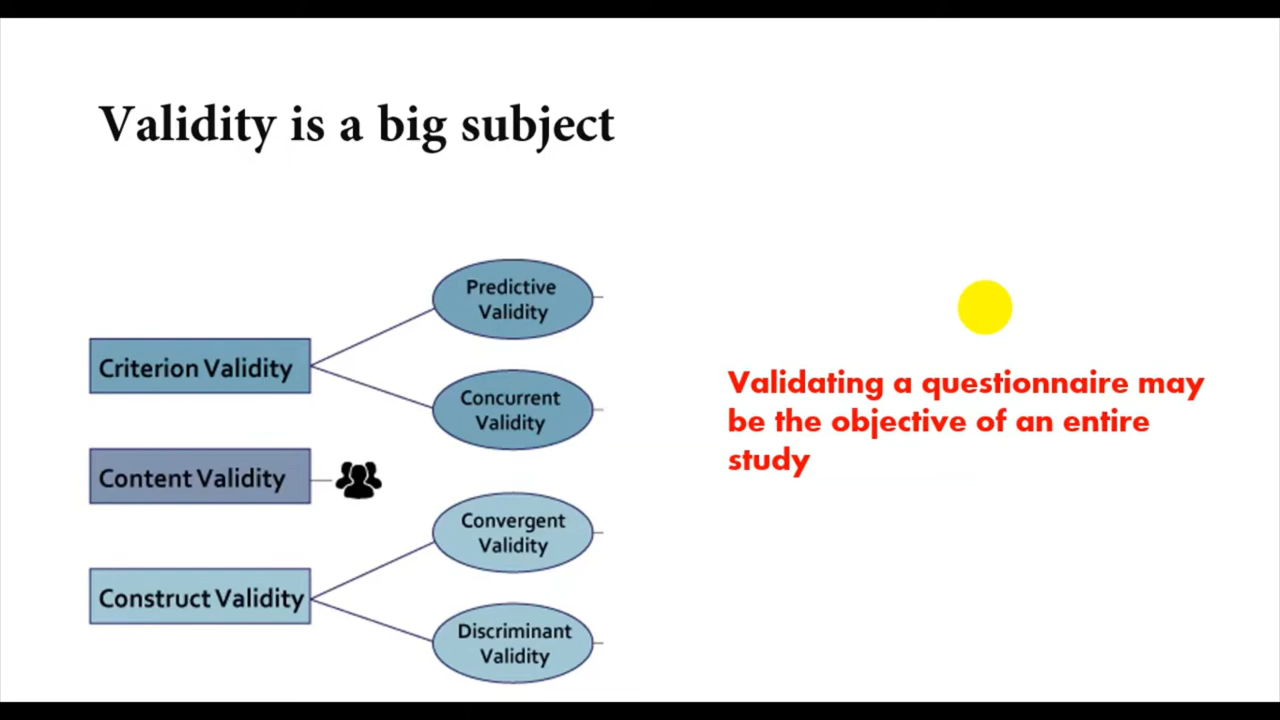 Validity is a big subject
Predictive
Validity
Criterion Validity
Concurrent
Validity
Content Validity
Convergent
Validity
Construct Validity
Discriminant
Validity
Validating a questionnaire may
be the objective of an entire
study